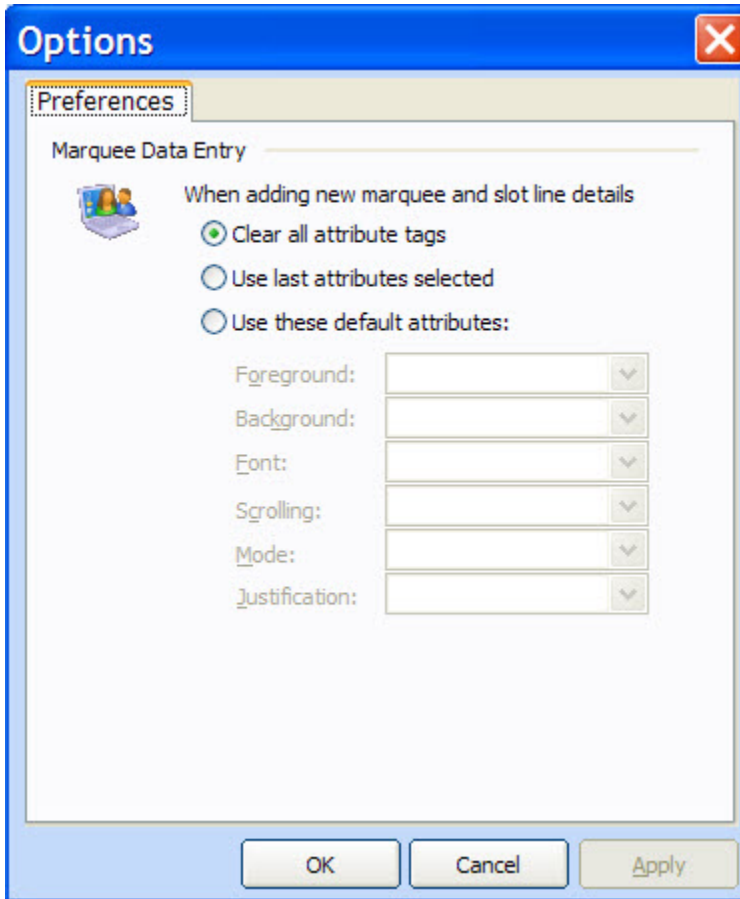 Options
Preferences
Marquee Data Entry
When adding new marquee and slot line details
Clear all attribute tags
Use last attributes selected
Use these default attributes:
Foreground:
Background:
Font:
Scrolling:
Mode:
Justification:
OK Cancel Apply